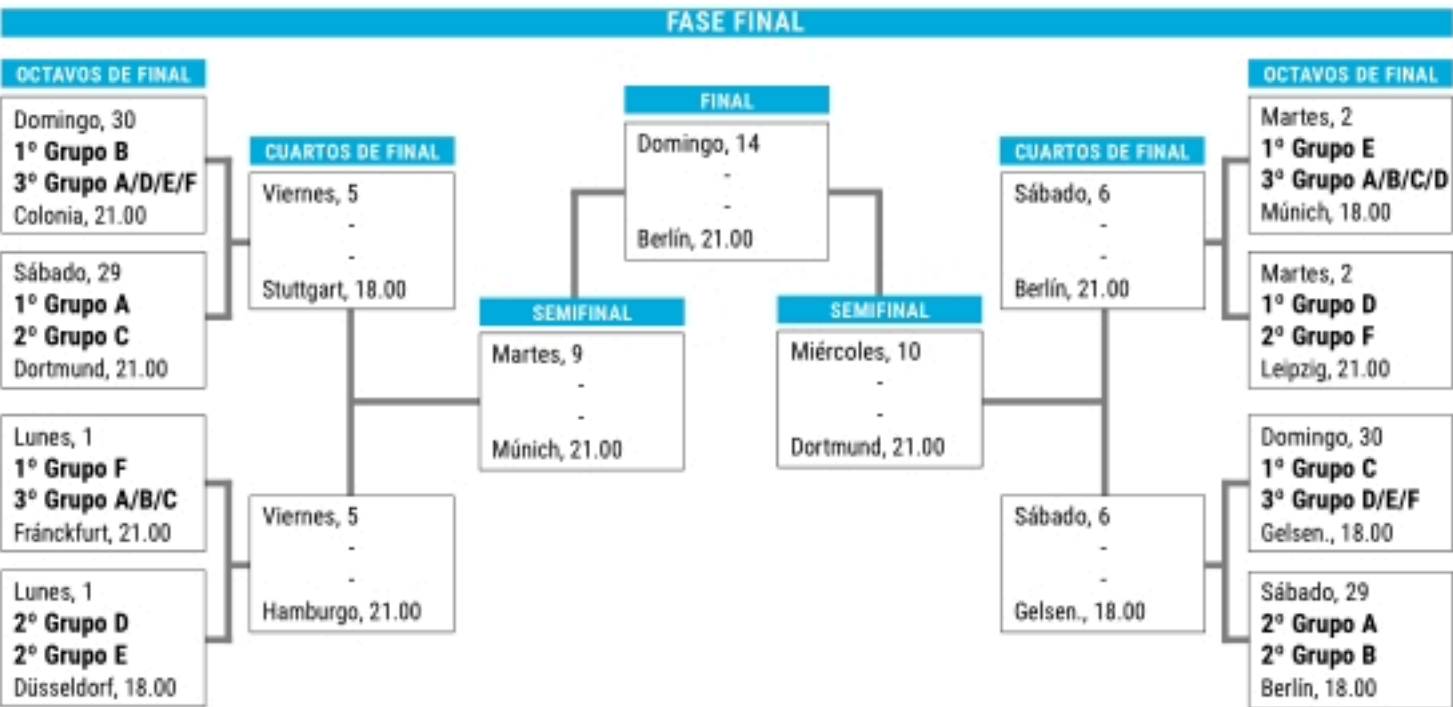 FASE FINAL
OCTAVOS DE FINAL
Domingo, 30
1º Grupo B
3º Grupo A/D/E/F
Colonia, 21.00
Sábado, 29
1º Grupo A
2º Grupo C
Dortmund, 21.00
Lunes, 1
1º Grupo F
3º Grupo A/B/C
Fránckfurt, 21.00
Lunes, 1
2º Grupo D
2º Grupo E
Düsseldorf, 18.00
CUARTOS DE FINAL
Viernes, 5
-
-
Stuttgart, 18.00
Viernes, 5
-
-
Hamburgo, 21.00
SEMIFINAL
Martes, 9
-
-
Múnich, 21.00
FINAL
Domingo, 14
-
-
Berlín, 21.00
SEMIFINAL
Miércoles, 10
-
-
Dortmund, 21.00
CUARTOS DE FINAL
Sábado, 6
-
-
Berlín, 21.00
Sábado, 6
-
-
Gelsen., 18.00
OCTAVOS DE FINAL
Martes, 2
1º Grupo E
3º Grupo A/B/C/D
Múnich, 18.00
Martes, 2
1º Grupo D
2º Grupo F
Leipzig, 21.00
Domingo, 30
1º Grupo C
3º Grupo D/E/F
Gelsen., 18.00
Sábado, 29
2º Grupo A
2º Grupo B
Berlín, 18.00